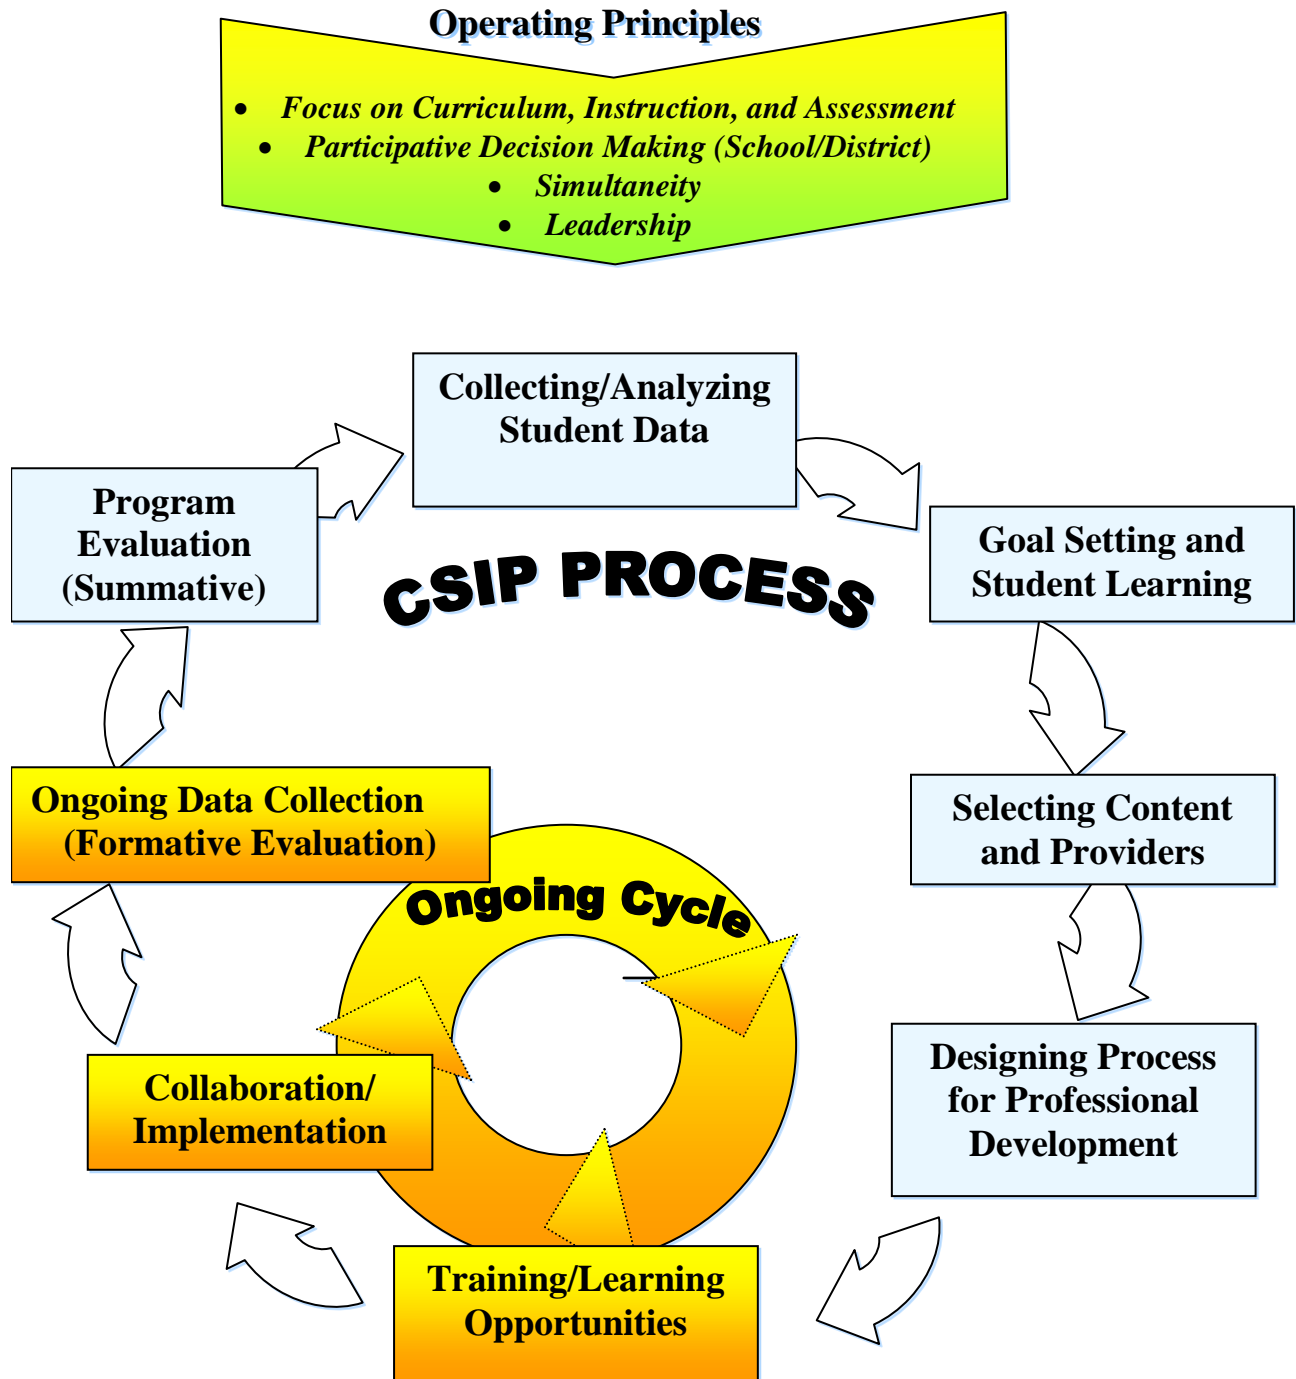 Operating Principles
• Focus on Curriculum, Instruction, and Assessment
• Participative Decision Making (School/District)
• Simultaneity
• Leadership
Collecting/Analyzing
Student Data
Program
Evaluation
(Summative)
CSIP PROCESS
Goal Setting and
Student Learning
Ongoing Data Collection
(Formative Evaluation)
Selecting Content
and Providers
Ongoing Cycle
Designing Process
for Professional
Development
Collaboration/
Implementation
Training/Learning
Opportunities